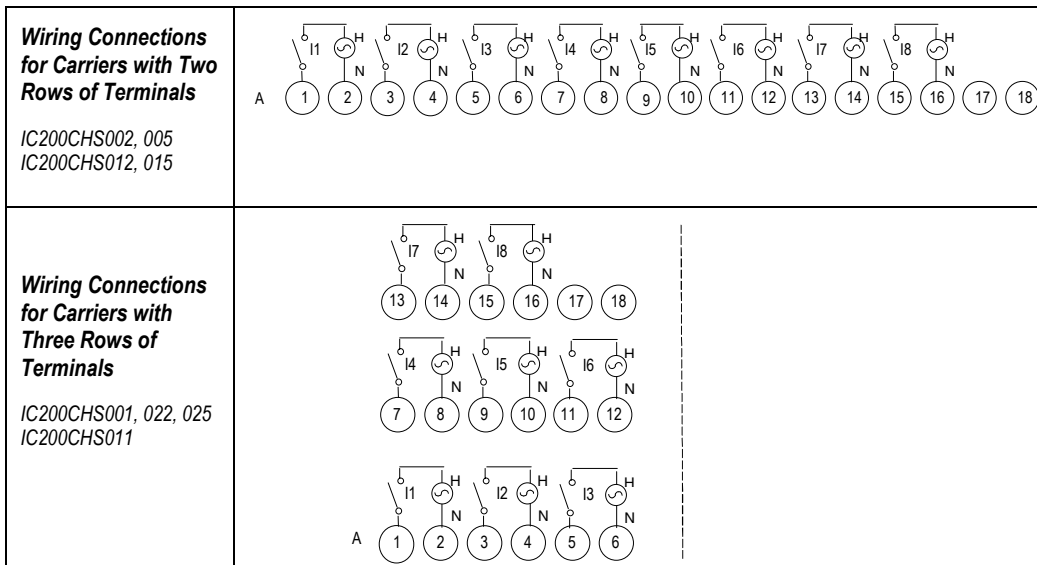 Wiring Connections
for Carriers with Two
Rows of Terminals
IC200CHS002, 005
IC200CHS012, 015
I1 H I2 H I3 H I4 H I5 H I6 H I7 H I8 H
N N N N N N N N
A 1 2 3 4 5 6 7 8 9 10 11 12 13 14 15 16 17 18
Wiring Connections
for Carriers with
Three Rows of
Terminals
IC200CHS001, 022, 025
IC200CHS011
I7 H I8 H
N N
13 14 15 16 17 18
I4 H I5 H I6 H
N N N
7 8 9 10 11 12
I1 H I2 H I3 H
N N N
A 1 2 3 4 5 6